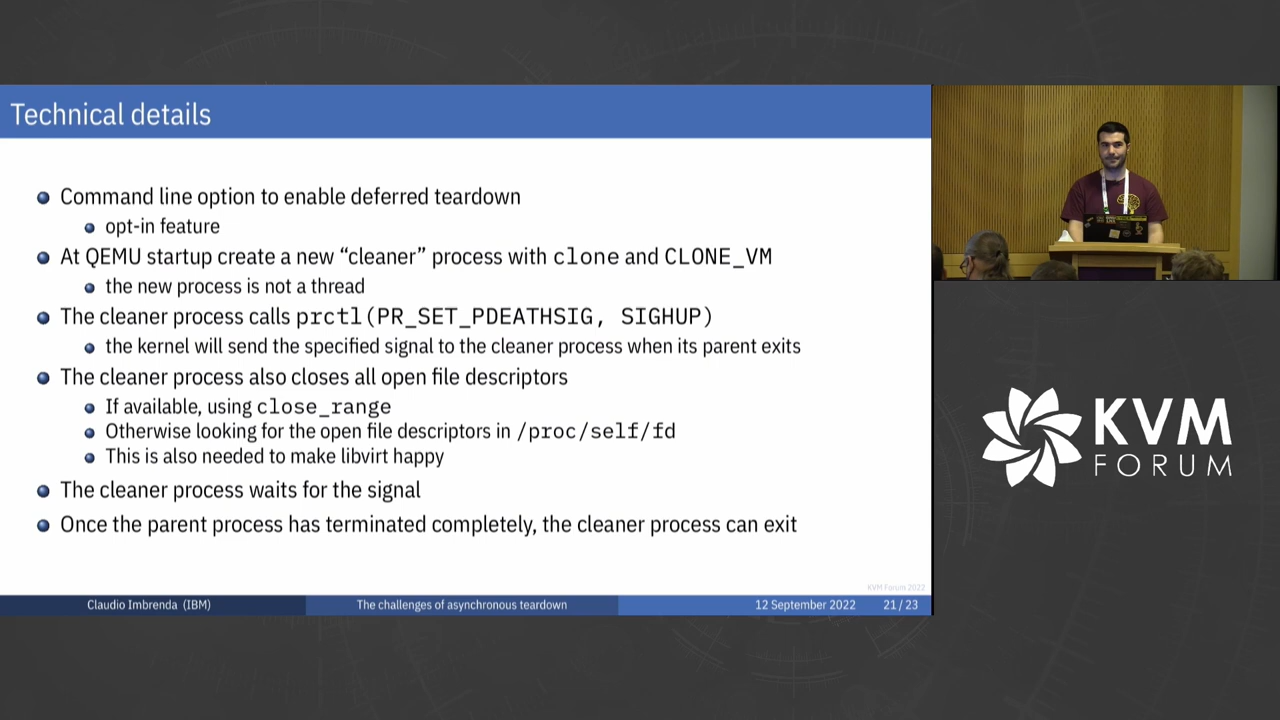 Technical details
Command line option to enable deferred teardown
opt-in feature
At QEMU startup create a new “cleaner” process with clone and CLONE_VM
the new process is not a thread
The cleaner process calls prctl(PR_SET_PDEATHSIG, SIGHUP)
the kernel will send the specified signal to the cleaner process when its parent exits
The cleaner process also closes all open file descriptors
If available, using close_range
Otherwise looking for the open file descriptors in /proc/self/fd
This is also needed to make libvirt happy
The cleaner process waits for the signal
Once the parent process has terminated completely, the cleaner process can exit
KVM Forum 2022
Claudio Imbrenda (IBM) The challenges of asynchronous teardown 12 September 2022 21 / 23
KVM
FORUM